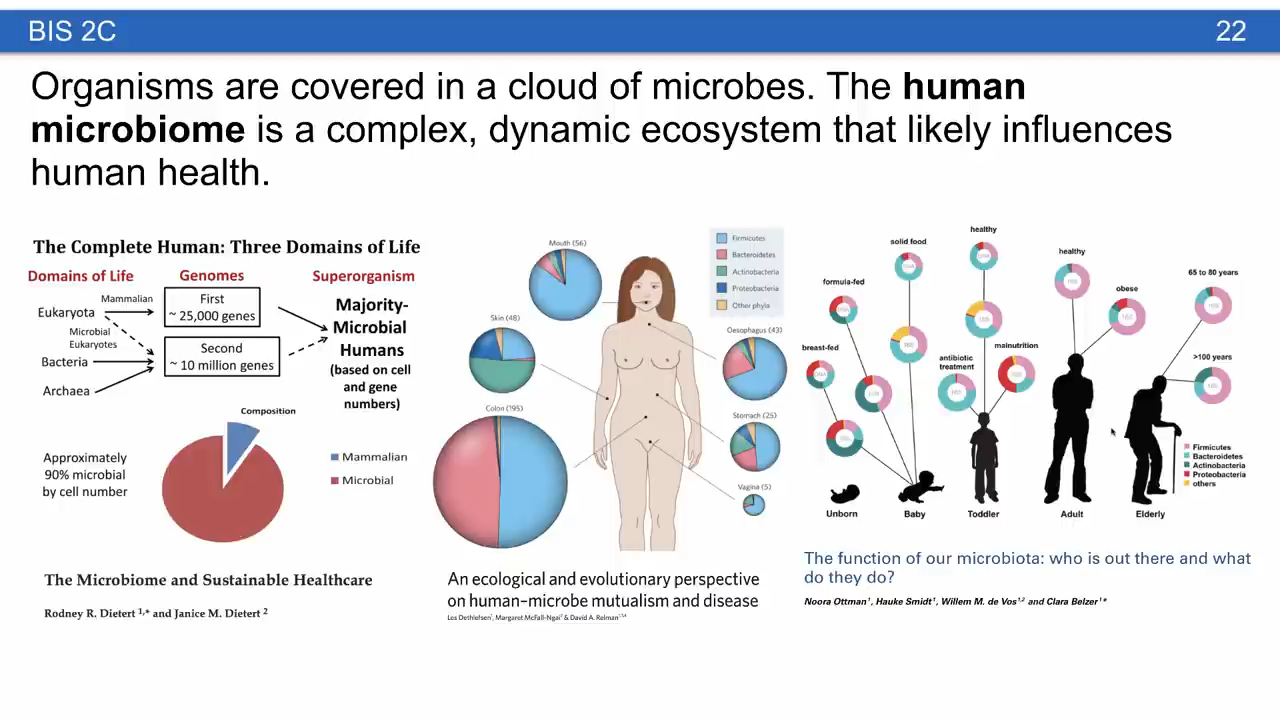 BIS 2C
22
Organisms are covered in a cloud of microbes. The human
microbiome is a complex, dynamic ecosystem that likely influences
human health.
The Complete Human: Three Domains of Life
Domains of Life
Genomes
Superorganism
Mammalian
Eukaryota
Microbial
Eukaryotes
Bacteria
Archaea
First
~ 25,000 genes
Second
~ 10 million genes
Majority-
Microbial
Humans
(based on cell
and gene
numbers)
Composition
Approximately
90% microbial
by cell number
Mammalian
Microbial
The Microbiome and Sustainable Healthcare
Rodney R. Dietert 1,* and Janice M. Dietert 2
Mouth (56)
Skin (48)
Colon (195)
Firmicutes
Bacteroidetes
Actinobacteria
Proteobacteria
Other phyla
Oesophagus (43)
Stomach (25)
Vagina (5)
An ecological and evolutionary perspective
on human–microbe mutualism and disease
Les Dethlefsen, Margaret McFall-Ngai & David A. Relman
solid food
healthy
formula-fed
breast-fed
antibiotic
treatment
malnutrition
healthy
obese
65 to 80 years
>100 years
Firmicutes
Bacteroidetes
Actinobacteria
Proteobacteria
others
Unborn
Baby
Toddler
Adult
Elderly
The function of our microbiota: who is out there and what
do they do?
Noora Ottman1, Hauke Smidt1, Willem M. de Vos1,2 and Clara Belzer1*